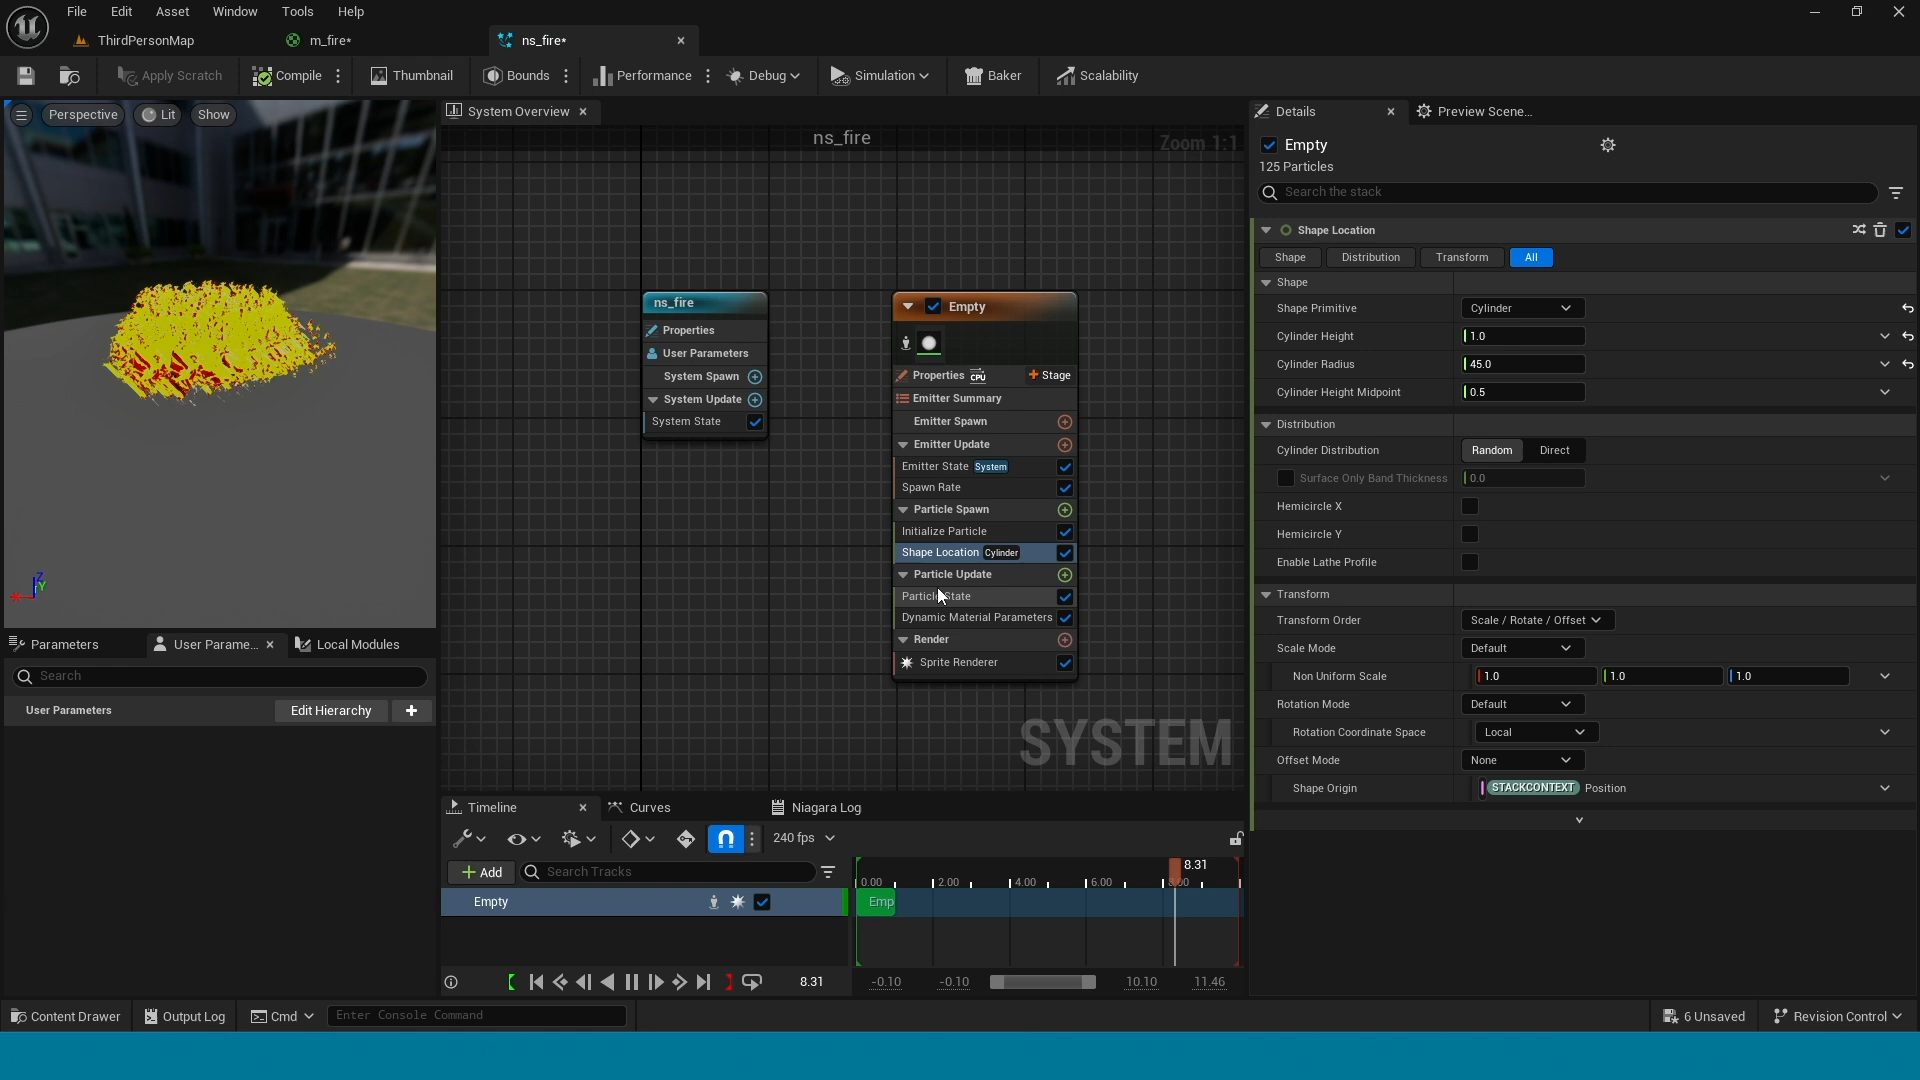 File Edit Asset Window Tools Help
ThirdPersonMap m_fire* ns_fire*
Apply Scratch Compile Thumbnail Bounds Performance Debug Simulation Baker Scalability
Perspective Lit Show
System Overview
ns_fire
Zoom 1:1
ns_fire
Properties
User Parameters
System Spawn
System Update
System State
Empty
Properties CPU Stage
Emitter Summary
Emitter Spawn
Emitter Update
Emitter State System
Spawn Rate
Particle Spawn
Initialize Particle
Shape Location Cylinder
Particle Update
Particle State
Dynamic Material Parameters
Render
Sprite Renderer
SYSTEM
Z
Y
Parameters User Parame... Local Modules
Search
User Parameters Edit Hierarchy
Timeline Curves Niagara Log
240 fps
Add Search Tracks
8.31
0.00 2.00 4.00 6.00 8.00
Empty Emp
8.31 -0.10 -0.10 10.10 11.46
Details Preview Scene...
Empty
125 Particles
Search the stack
Shape Location
Shape Distribution Transform All
Shape
Shape Primitive Cylinder
Cylinder Height 1.0
Cylinder Radius 45.0
Cylinder Height Midpoint 0.5
Distribution
Cylinder Distribution Random Direct
Surface Only Band Thickness 0.0
Hemicircle X
Hemicircle Y
Enable Lathe Profile
Transform
Transform Order Scale / Rotate / Offset
Scale Mode Default
Non Uniform Scale 1.0 1.0 1.0
Rotation Mode Default
Rotation Coordinate Space Local
Offset Mode None
Shape Origin STACKCONTEXT Position
Content Drawer Output Log Cmd Enter Console Command 6 Unsaved Revision Control